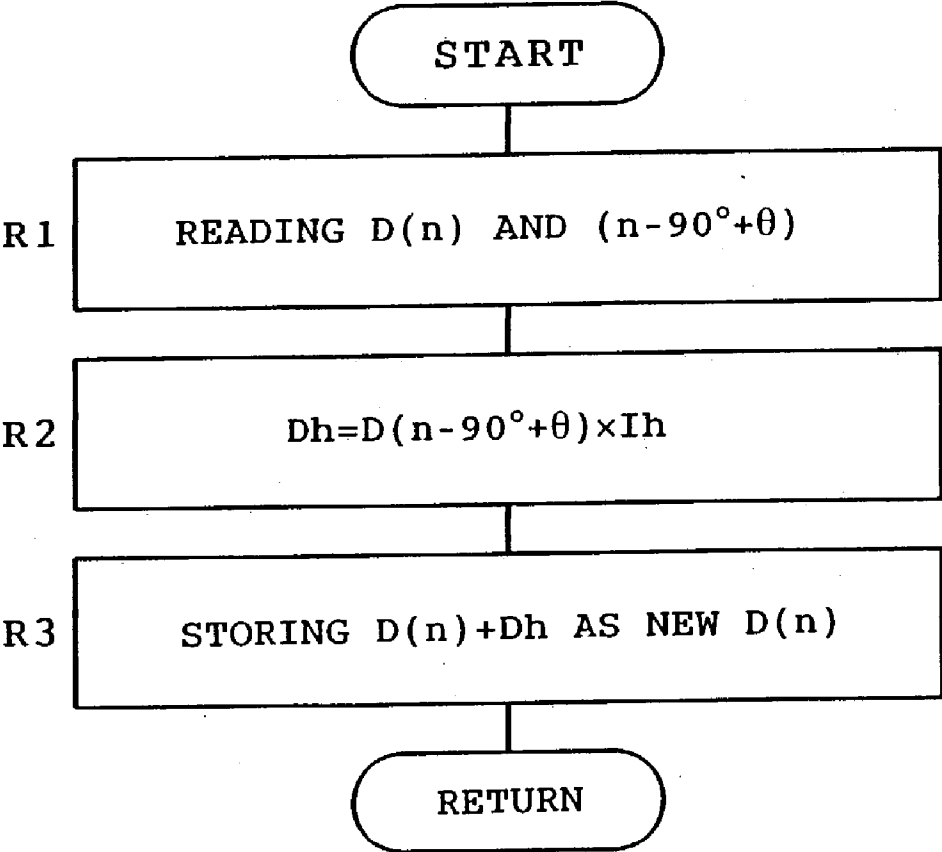 START
R1 READING D(n) AND (n-90°+θ)
R2 Dh=D(n-90°+θ)×Ih
R3 STORING D(n)+Dh AS NEW D(n)
RETURN